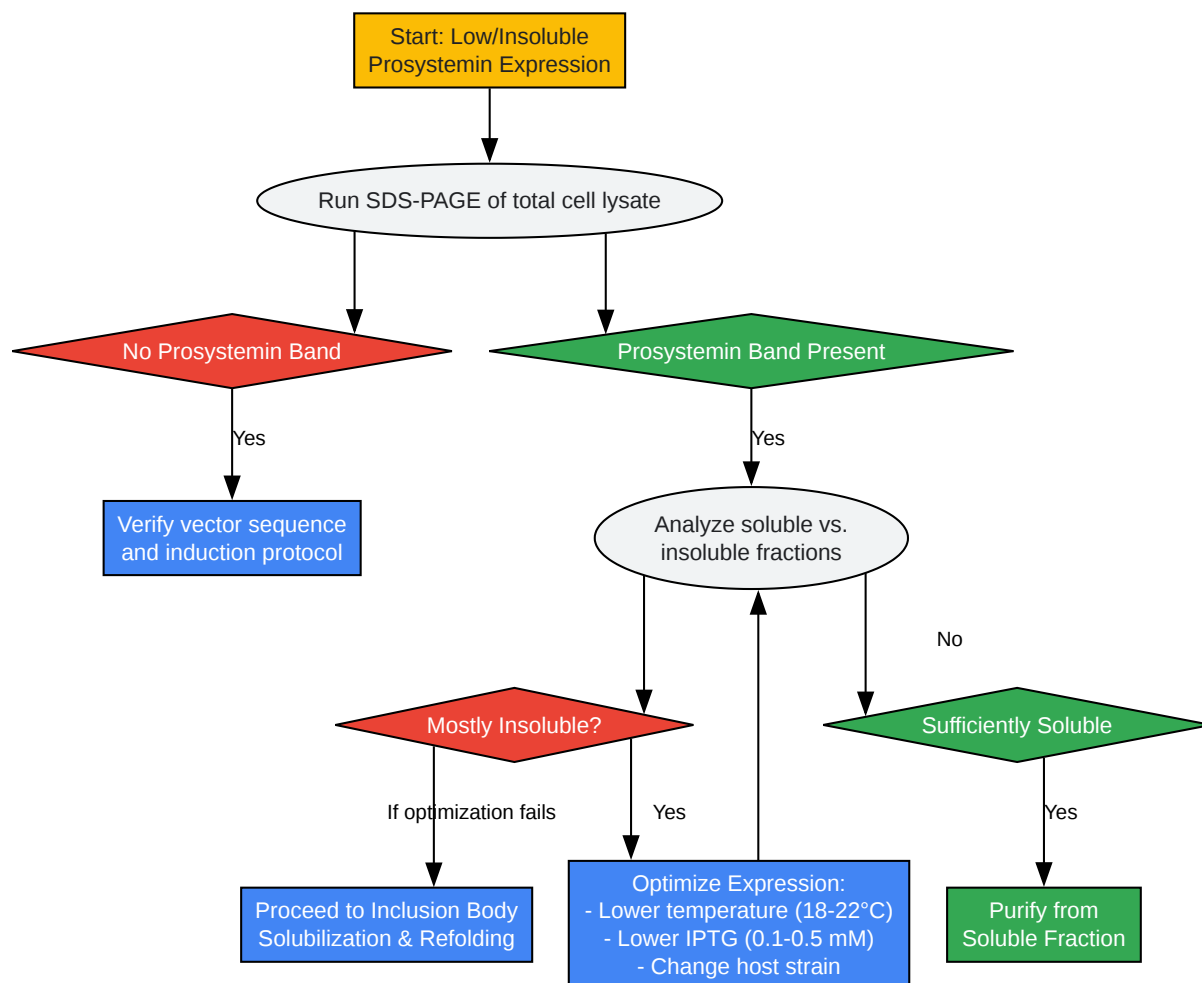 Start: Low/Insoluble
Prosystemin Expression
Run SDS-PAGE of total cell lysate
No Prosystemin Band
Prosystemin Band Present
Yes
Yes
Verify vector sequence
and induction protocol
Analyze soluble vs.
insoluble fractions
No
Mostly Insoluble?
Sufficiently Soluble
If optimization fails
Yes
Yes
Proceed to Inclusion Body
Solubilization & Refolding
Optimize Expression:
- Lower temperature (18-22°C)
- Lower IPTG (0.1-0.5 mM)
- Change host strain
Purify from
Soluble Fraction